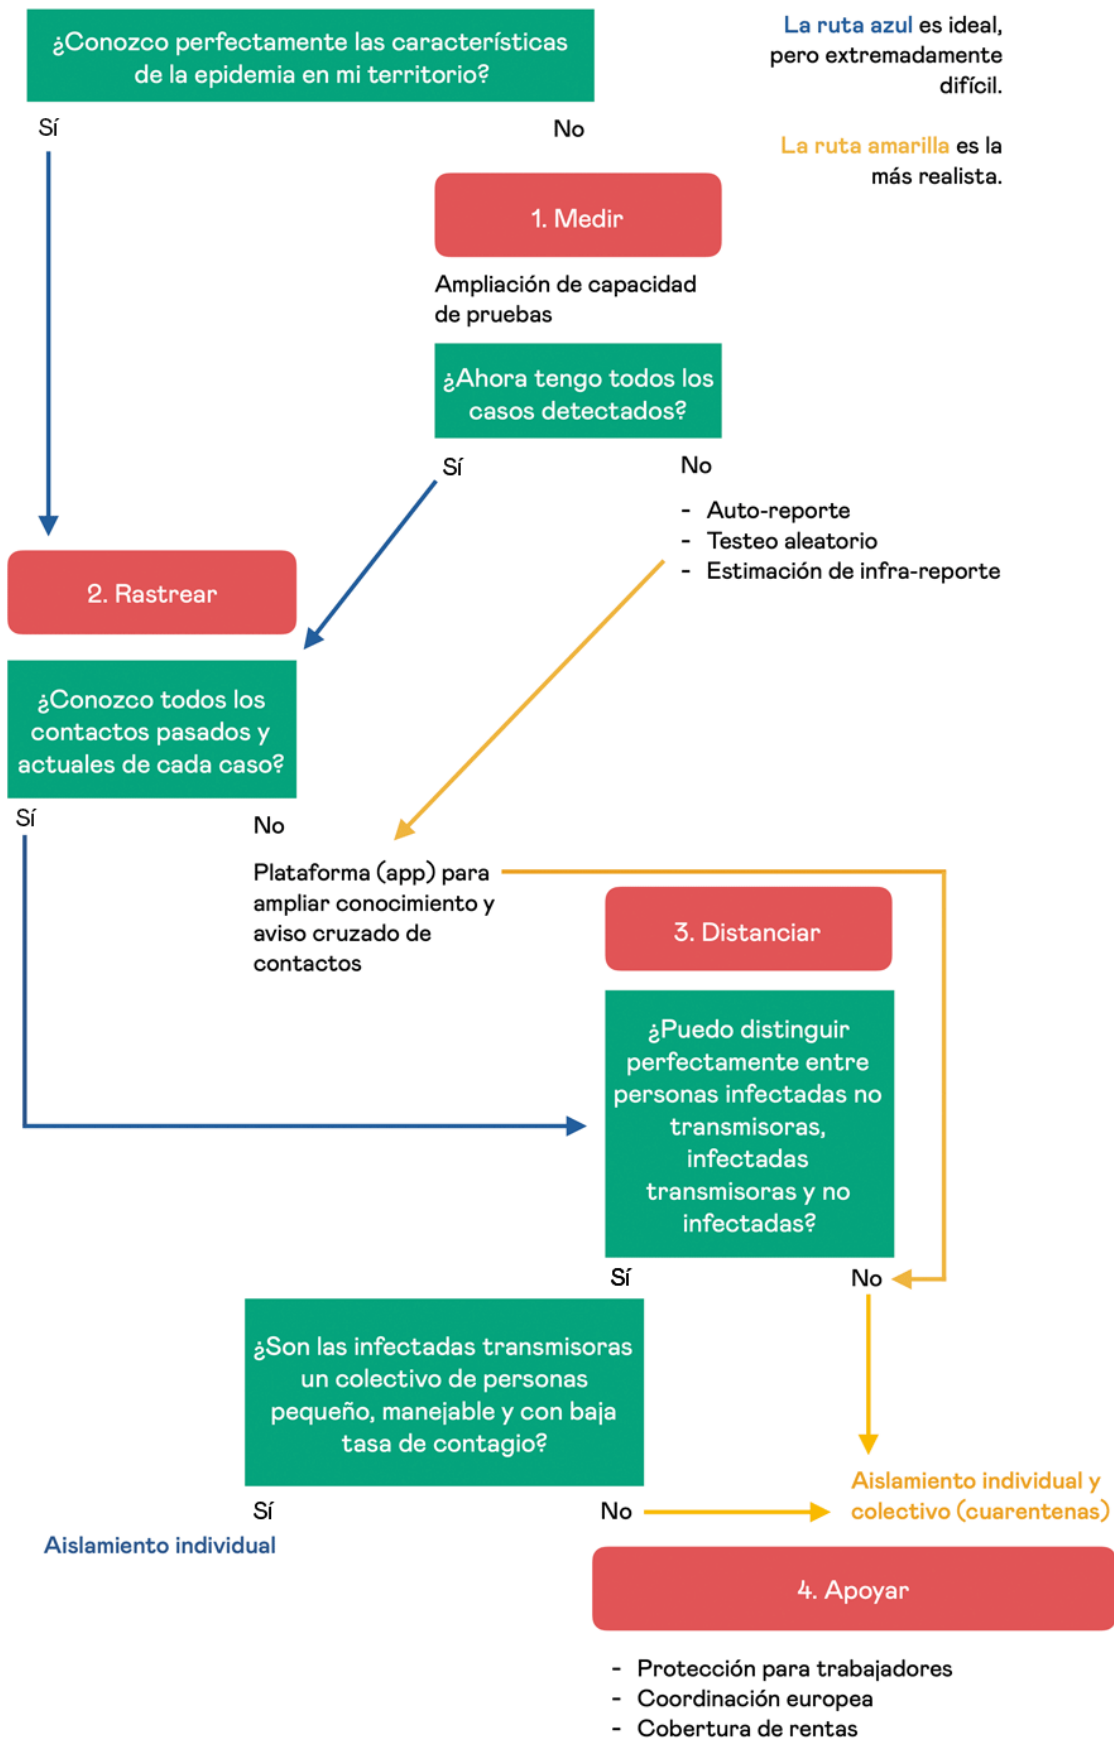 ¿Conozco perfectamente las características
de la epidemia en mi territorio?
La ruta azul es ideal,
pero extremadamente
difícil.
La ruta amarilla es la
más realista.
Sí
No
1. Medir
Ampliación de capacidad
de pruebas
¿Ahora tengo todos los
casos detectados?
Sí
No
- Auto-reporte
- Testeo aleatorio
- Estimación de infra-reporte
2. Rastrear
¿Conozco todos los
contactos pasados y
actuales de cada caso?
Sí
No
Plataforma (app) para
ampliar conocimiento y
aviso cruzado de
contactos
3. Distanciar
¿Puedo distinguir
perfectamente entre
personas infectadas no
transmisoras,
infectadas
transmisoras y no
infectadas?
Sí
No
¿Son las infectadas transmisoras
un colectivo de personas
pequeño, manejable y con baja
tasa de contagio?
Sí
No
Aislamiento individual
Aislamiento individual y
colectivo (cuarentenas)
4. Apoyar
- Protección para trabajadores
- Coordinación europea
- Cobertura de rentas